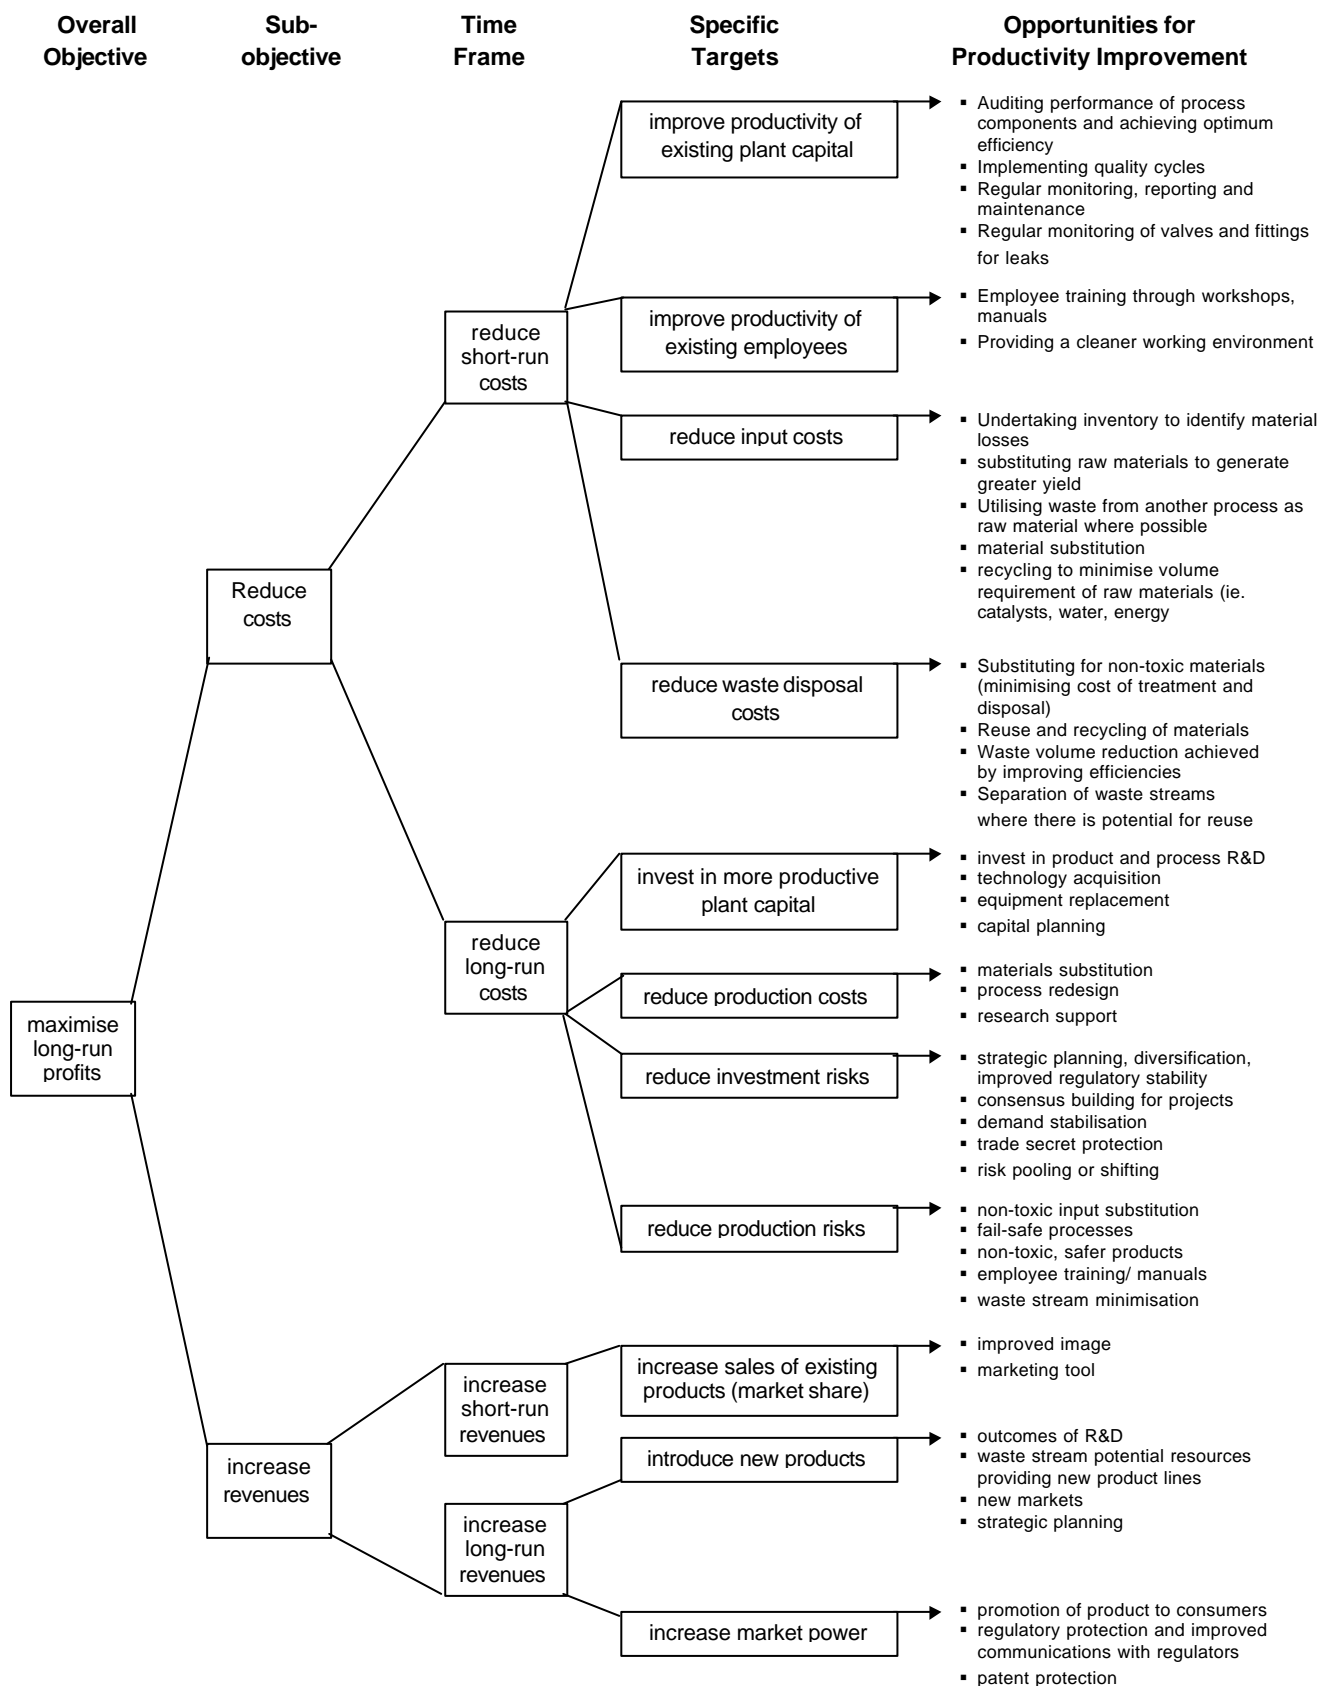 Overall
Objective
Sub-
objective
Time
Frame
Specific
Targets
Opportunities for
Productivity Improvement
improve productivity of
existing plant capital
▪ Auditing performance of process
components and achieving optimum
efficiency
▪ Implementing quality cycles
▪ Regular monitoring, reporting and
maintenance
▪ Regular monitoring of valves and fittings
for leaks
reduce
short-run
costs
improve productivity of
existing employees
▪ Employee training through workshops,
manuals
▪ Providing a cleaner working environment
reduce input costs
▪ Undertaking inventory to identify material
losses
▪ substituting raw materials to generate
greater yield
▪ Utilising waste from another process as
raw material where possible
▪ material substitution
▪ recycling to minimise volume
requirement of raw materials (ie.
catalysts, water, energy
Reduce
costs
reduce waste disposal
costs
▪ Substituting for non-toxic materials
(minimising cost of treatment and
disposal)
▪ Reuse and recycling of materials
▪ Waste volume reduction achieved
by improving efficiencies
▪ Separation of waste streams
where there is potential for reuse
invest in more productive
plant capital
▪ invest in product and process R&D
▪ technology acquisition
▪ equipment replacement
▪ capital planning
reduce
long-run
costs
reduce production costs
▪ materials substitution
▪ process redesign
▪ research support
maximise
long-run
profits
reduce investment risks
▪ strategic planning, diversification,
improved regulatory stability
▪ consensus building for projects
▪ demand stabilisation
▪ trade secret protection
▪ risk pooling or shifting
reduce production risks
▪ non-toxic input substitution
▪ fail-safe processes
▪ non-toxic, safer products
▪ employee training/ manuals
▪ waste stream minimisation
increase
short-run
revenues
increase sales of existing
products (market share)
▪ improved image
▪ marketing tool
increase
revenues
introduce new products
▪ outcomes of R&D
▪ waste stream potential resources
providing new product lines
▪ new markets
▪ strategic planning
increase
long-run
revenues
increase market power
▪ promotion of product to consumers
▪ regulatory protection and improved
communications with regulators
▪ patent protection